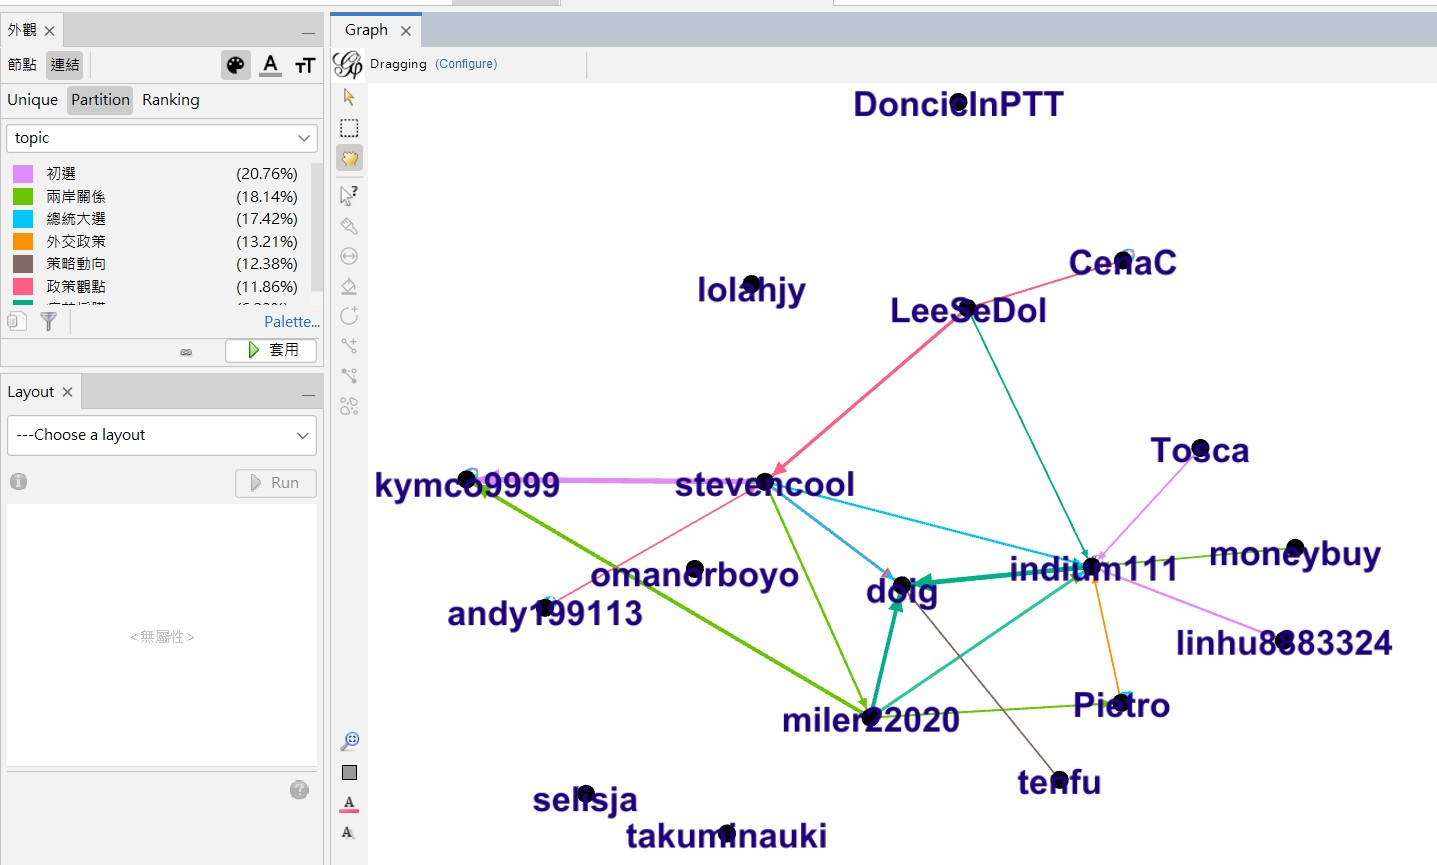 外觀
節點 連結 A TT
Unique Partition Ranking
topic
初選 (20.76%)
兩岸關係 (18.14%)
總統大選 (17.42%)
外交政策 (13.21%)
策略動向 (12.38%)
政策觀點 (11.86%)
Palette...
套用
Layout
---Choose a layout
Run
<無屬性>
Graph
Dragging (Configure)
DoncicInPTT
CenaC
lolahjy
LeeSeDol
Tosca
kymco9999
stevencool
moneybuy
indium111
omanorboyo
doig
andy199113
linhu8883324
Pietro
miler22020
tenfu
selisja
takuminauki
A
A